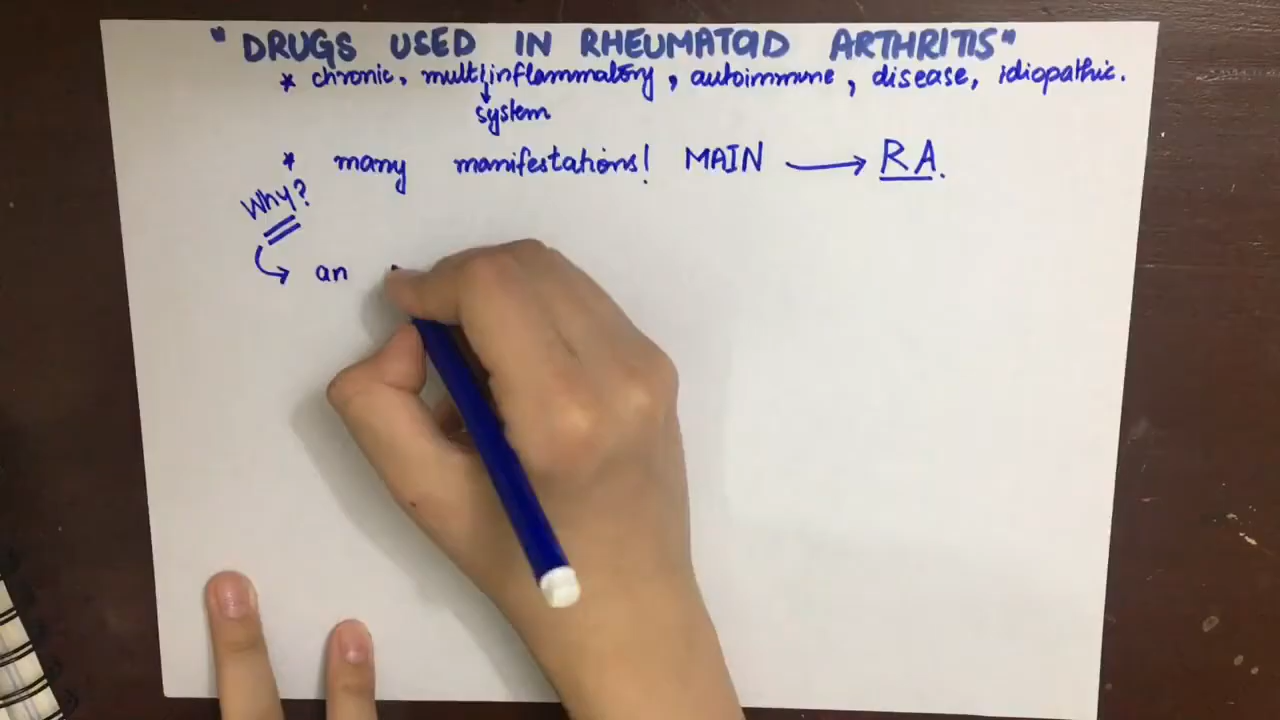 "DRUGS USED IN RHEUMATOID ARTHRITIS"
* chronic, multi inflammatory, autoimmune, disease, idiopathic.
system
* many manifestations! MAIN → RA.
Why?
↳ an